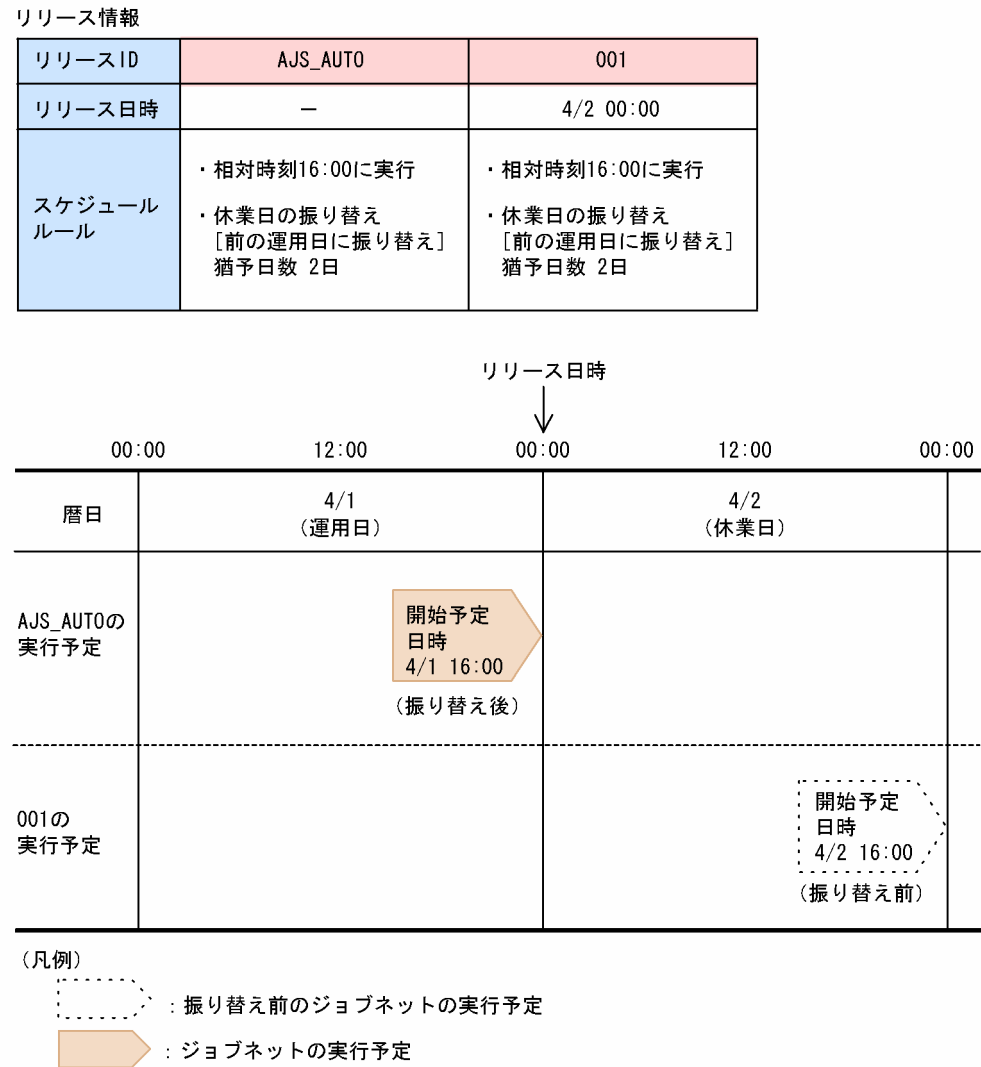 リリース情報
リリースID AJS_AUTO 001
リリース日時 － 4/2 00:00
スケジュール
ルール
・相対時刻16:00に実行
・休業日の振り替え
［前の運用日に振り替え］
猶予日数 2日
・相対時刻16:00に実行
・休業日の振り替え
［前の運用日に振り替え］
猶予日数 2日
リリース日時
00:00 12:00 00:00 12:00 00:00
暦日
4/1
（運用日）
4/2
（休業日）
AJS_AUTOの
実行予定
開始予定
日時
4/1 16:00
（振り替え後）
001の
実行予定
開始予定
日時
4/2 16:00
（振り替え前）
（凡例）
：振り替え前のジョブネットの実行予定
：ジョブネットの実行予定